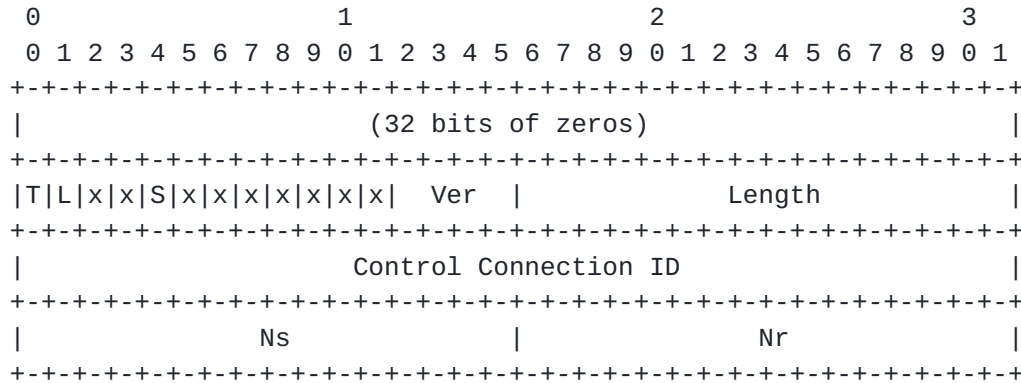 0                   1                   2                   3
 0 1 2 3 4 5 6 7 8 9 0 1 2 3 4 5 6 7 8 9 0 1 2 3 4 5 6 7 8 9 0 1
+-+-+-+-+-+-+-+-+-+-+-+-+-+-+-+-+-+-+-+-+-+-+-+-+-+-+-+-+-+-+-+-+
|                      (32 bits of zeros)                       |
+-+-+-+-+-+-+-+-+-+-+-+-+-+-+-+-+-+-+-+-+-+-+-+-+-+-+-+-+-+-+-+-+
|T|L|x|x|S|x|x|x|x|x|x|x|  Ver  |             Length            |
+-+-+-+-+-+-+-+-+-+-+-+-+-+-+-+-+-+-+-+-+-+-+-+-+-+-+-+-+-+-+-+-+
|                     Control Connection ID                     |
+-+-+-+-+-+-+-+-+-+-+-+-+-+-+-+-+-+-+-+-+-+-+-+-+-+-+-+-+-+-+-+-+
|               Ns              |               Nr              |
+-+-+-+-+-+-+-+-+-+-+-+-+-+-+-+-+-+-+-+-+-+-+-+-+-+-+-+-+-+-+-+-+